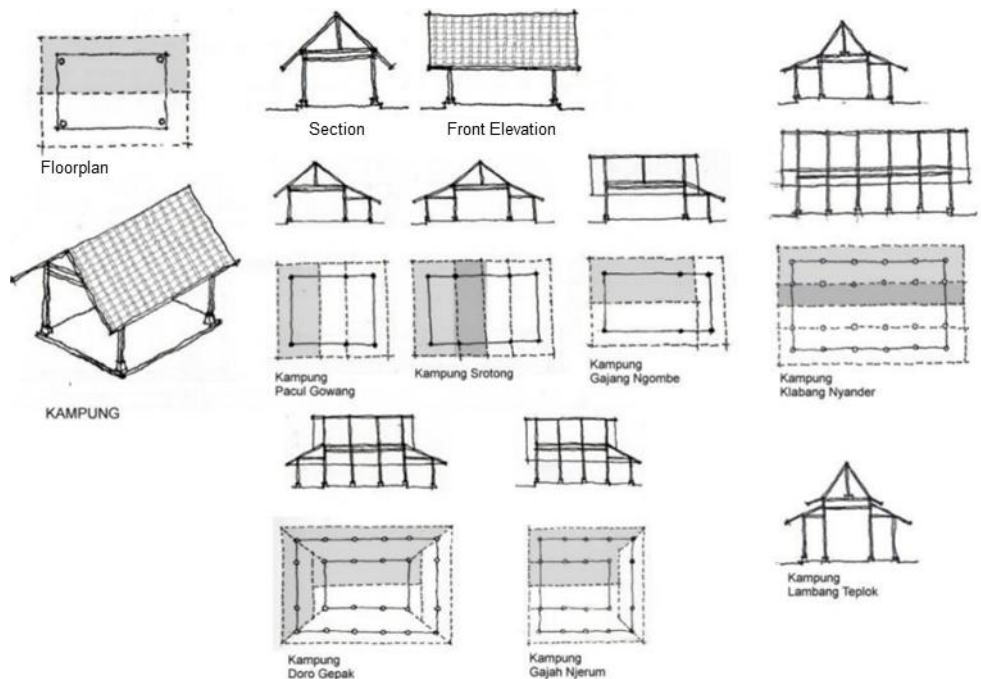 Floorplan
Section
Front Elevation
KAMPUNG
Kampung
Pacul Gowang
Kampung Srotong
Kampung
Gajang Ngombe
Kampung
Klabang Nyander
Kampung
Doro Gepak
Kampung
Gajah Njerum
Kampung
Lambang Teplok